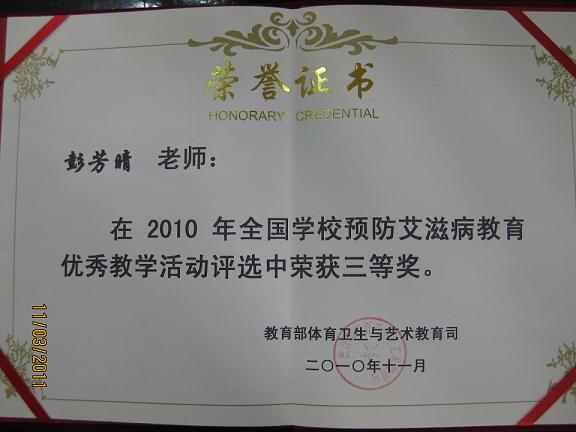 荣誉证书
HONORARY CREDENTIAL
彭芳晴 老师：
在 2010 年全国学校预防艾滋病教育
优秀教学活动评选中荣获三等奖。
教育部体育卫生与艺术教育司
二〇一〇年十一月
11/03/2011